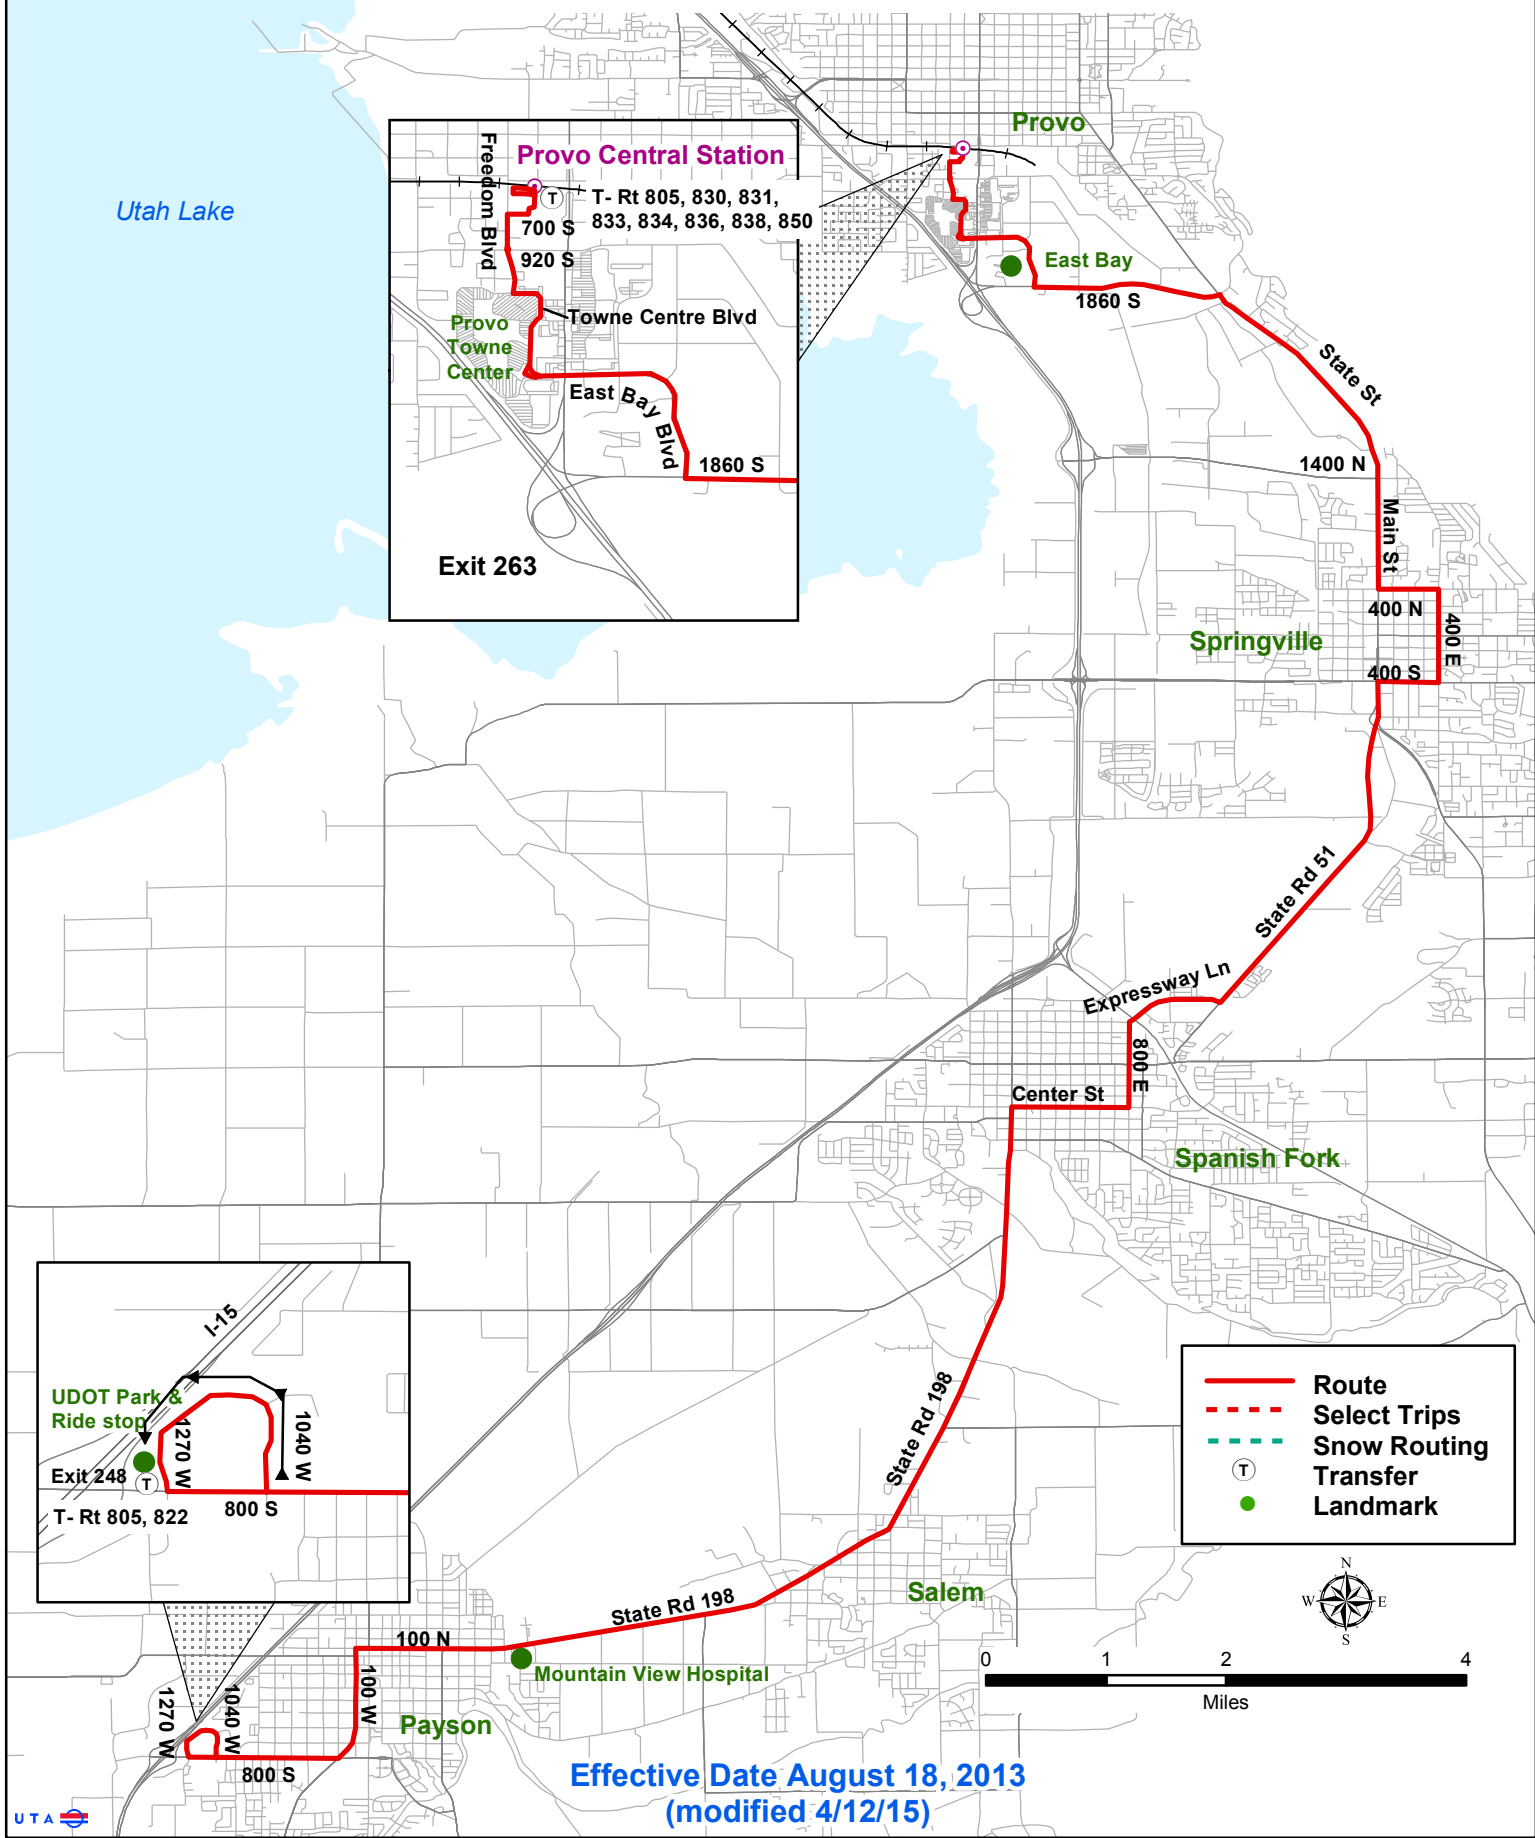 Provo
Utah Lake
Freedom Blvd
Provo Central Station
T
T- Rt 805, 830, 831,
833, 834, 836, 838, 850
700 S
920 S
Towne Centre Blvd
Provo
Towne
Center
East Bay Blvd
1860 S
Exit 263
East Bay
1860 S
State St
1400 N
Main St
400 N
400 E
Springville
400 S
State Rd 51
Expressway Ln
800 E
Center St
Spanish Fork
I-15
UDOT Park &
Ride stop
1270 W
1040 W
Exit 248
T
T- Rt 805, 822
800 S
State Rd 198
Route
Select Trips
Snow Routing
T
Transfer
Landmark
N
W
E
S
Salem
State Rd 198
100 N
Mountain View Hospital
0 1 2 4
Miles
1270 W
1040 W
100 W
Payson
800 S
Effective Date August 18, 2013
(modified 4/12/15)
UTA